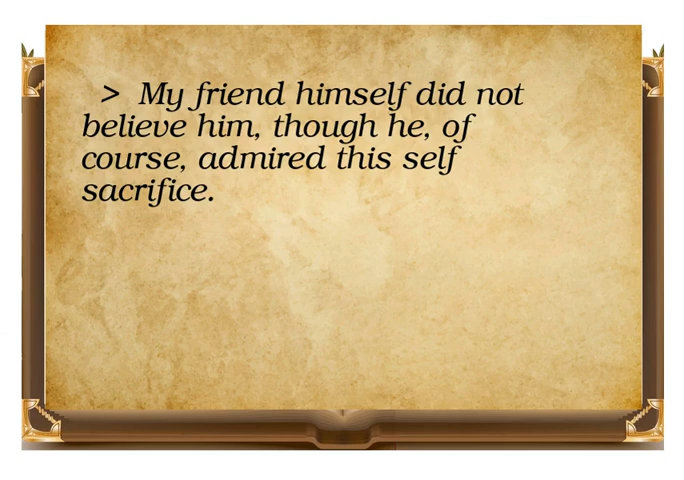 > My friend himself did not
believe him, though he, of
course, admired this self
sacrifice.